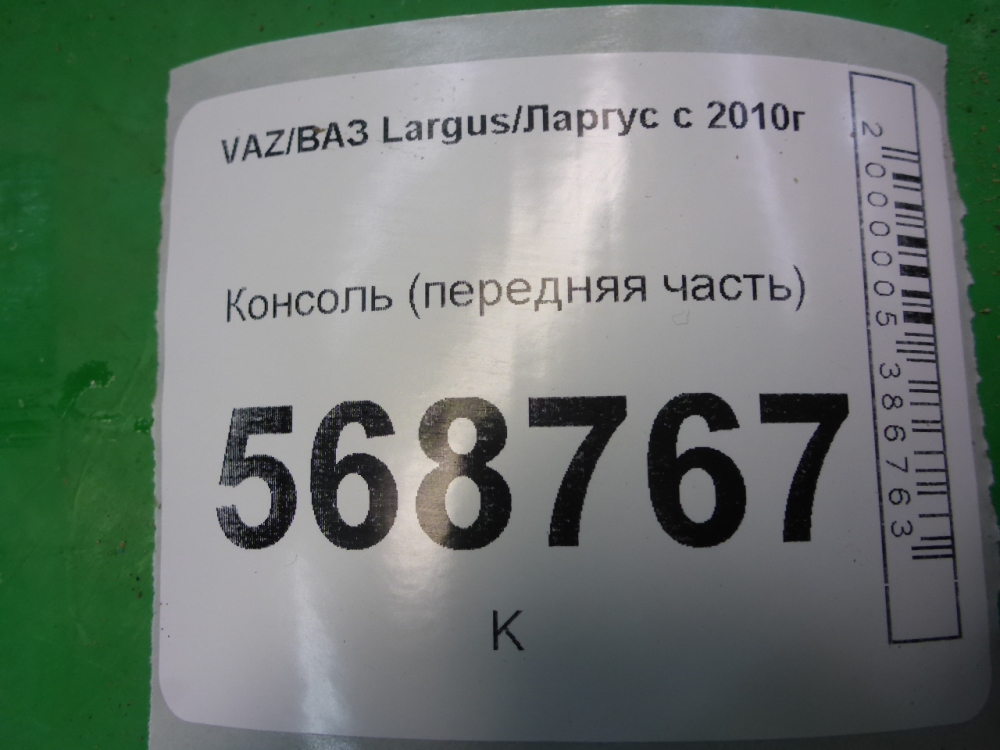 VAZ/ВАЗ Largus/Ларгус с 2010г
Консоль (передняя часть)
568767
К
2000005386763